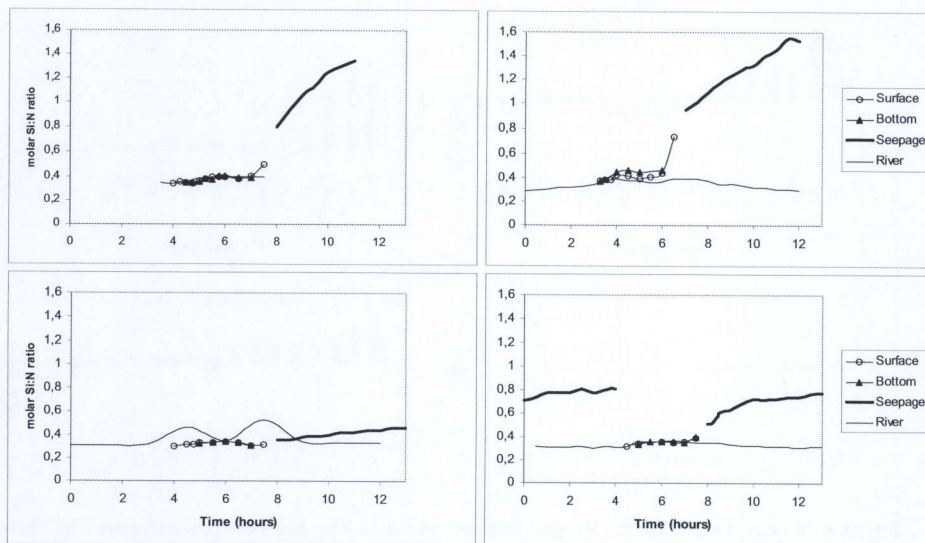 1,6
1,4
1,2
1
0,8
0,6
0,4
0,2
0
molar Si:N ratio
0 2 4 6 8 10 12
1,6
1,4
1,2
1
0,8
0,6
0,4
0,2
0
0 2 4 6 8 10 12
Surface
Bottom
Seepage
River
1,6
1,4
1,2
1
0,8
0,6
0,4
0,2
0
molar Si:N ratio
0 2 4 6 8 10 12
Time (hours)
1,6
1,4
1,2
1
0,8
0,6
0,4
0,2
0
0 2 4 6 8 10 12
Time (hours)
Surface
Bottom
Seepage
River